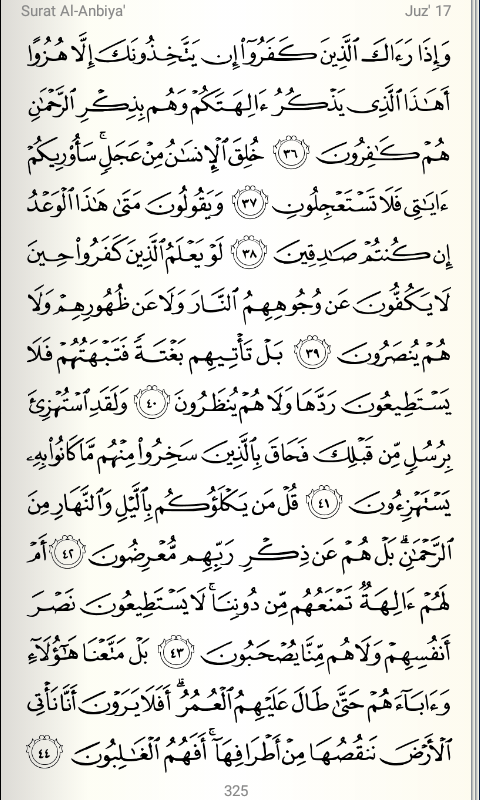 Surat Al-Anbiya'
Juz' 17
وَإِذَا رَءَاكَ ٱلَّذِينَ كَفَرُوٓا۟ إِن يَتَّخِذُونَكَ إِلَّا هُزُوًا
أَهَٰذَا ٱلَّذِى يَذْكُرُ ءَالِهَتَكُمْ وَهُم بِذِكْرِ ٱلرَّحْمَٰنِ
هُمْ كَٰفِرُونَ ٣٦ خُلِقَ ٱلْإِنسَٰنُ مِنْ عَجَلٍ ۚ سَأُو۟رِيكُمْ
ءَايَٰتِى فَلَا تَسْتَعْجِلُونِ ٣٧ وَيَقُولُونَ مَتَىٰ هَٰذَا ٱلْوَعْدُ
إِن كُنتُمْ صَٰدِقِينَ ٣٨ لَوْ يَعْلَمُ ٱلَّذِينَ كَفَرُوا۟ حِينَ
لَا يَكُفُّونَ عَن وُجُوهِهِمُ ٱلنَّارَ وَلَا عَن ظُهُورِهِمْ وَلَا
هُمْ يُنصَرُونَ ٣٩ بَلْ تَأْتِيهِم بَغْتَةً فَتَبْهَتُهُمْ فَلَا
يَسْتَطِيعُونَ رَدَّهَا وَلَا هُمْ يُنظَرُونَ ٤٠ وَلَقَدِ ٱسْتُهْزِئَ
بِرُسُلٍ مِّن قَبْلِكَ فَحَاقَ بِٱلَّذِينَ سَخِرُوا۟ مِنْهُم مَّا كَانُوا۟ بِهِۦ
يَسْتَهْزِءُونَ ٤١ قُلْ مَن يَكْلَؤُكُم بِٱلَّيْلِ وَٱلنَّهَارِ مِنَ
ٱلرَّحْمَٰنِ ۗ بَلْ هُمْ عَن ذِكْرِ رَبِّهِم مُّعْرِضُونَ ٤٢ أَمْ
لَهُمْ ءَالِهَةٌ تَمْنَعُهُم مِّن دُونِنَا ۚ لَا يَسْتَطِيعُونَ نَصْرَ
أَنفُسِهِمْ وَلَا هُم مِّنَّا يُصْحَبُونَ ٤٣ بَلْ مَتَّعْنَا هَٰٓؤُلَآءِ
وَءَابَآءَهُمْ حَتَّىٰ طَالَ عَلَيْهِمُ ٱلْعُمُرُ ۗ أَفَلَا يَرَوْنَ أَنَّا نَأْتِى
ٱلْأَرْضَ نَنقُصُهَا مِنْ أَطْرَافِهَآ ۚ أَفَهُمُ ٱلْغَٰلِبُونَ ٤٤
325